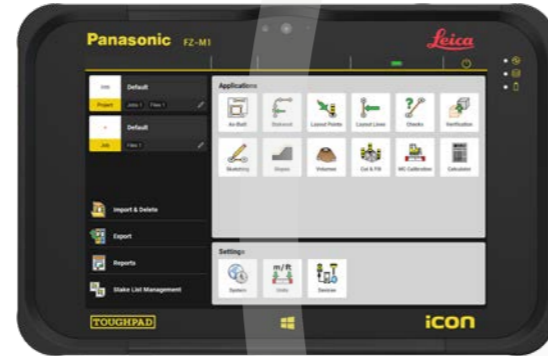 Panasonic FZ-M1
Leica
Default
Project
Jobs 1
Files 1
Default
Job
Files 1
Import & Delete
Export
Reports
Stake List Management
Applications
As-Built
Stakeout
Layout Points
Layout Lines
Checks
Verification
Sketching
Slopes
Volumes
Cut & Fill
MC Calibration
Calculator
Settings
m/ft
System
Units
Devices
TOUGHPAD
iCON